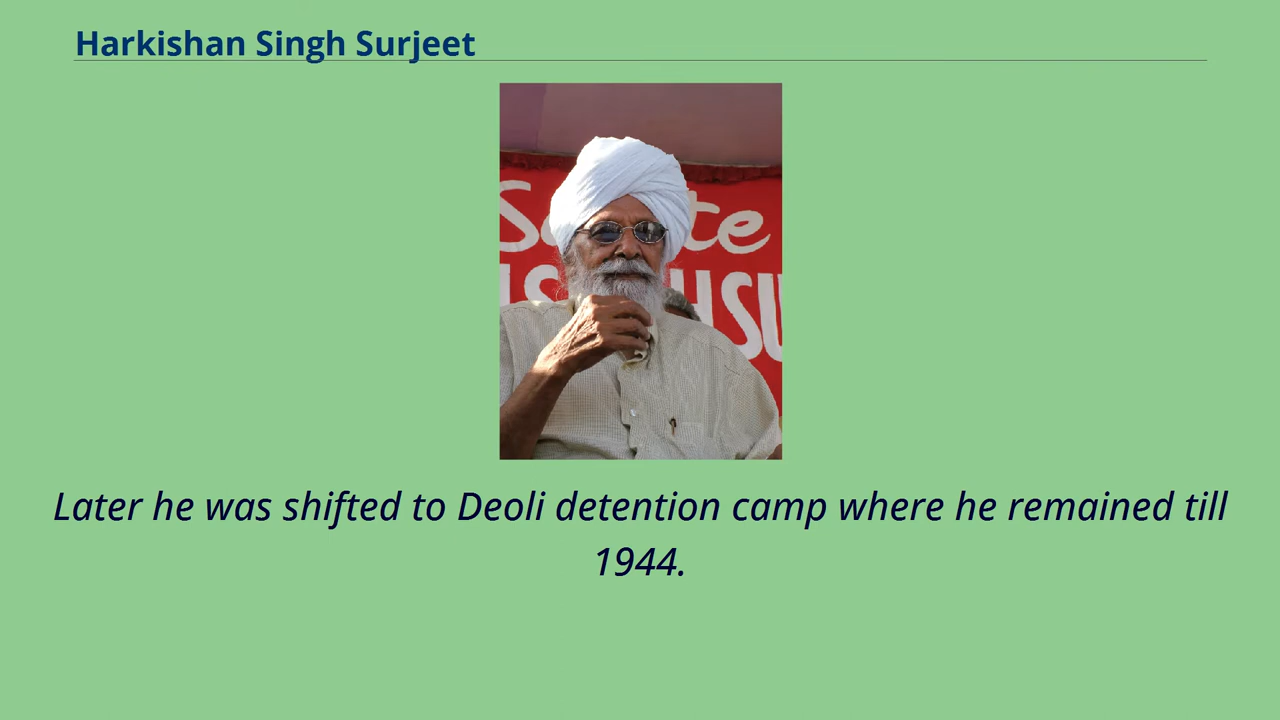 Harkishan Singh Surjeet
Later he was shifted to Deoli detention camp where he remained till
1944.